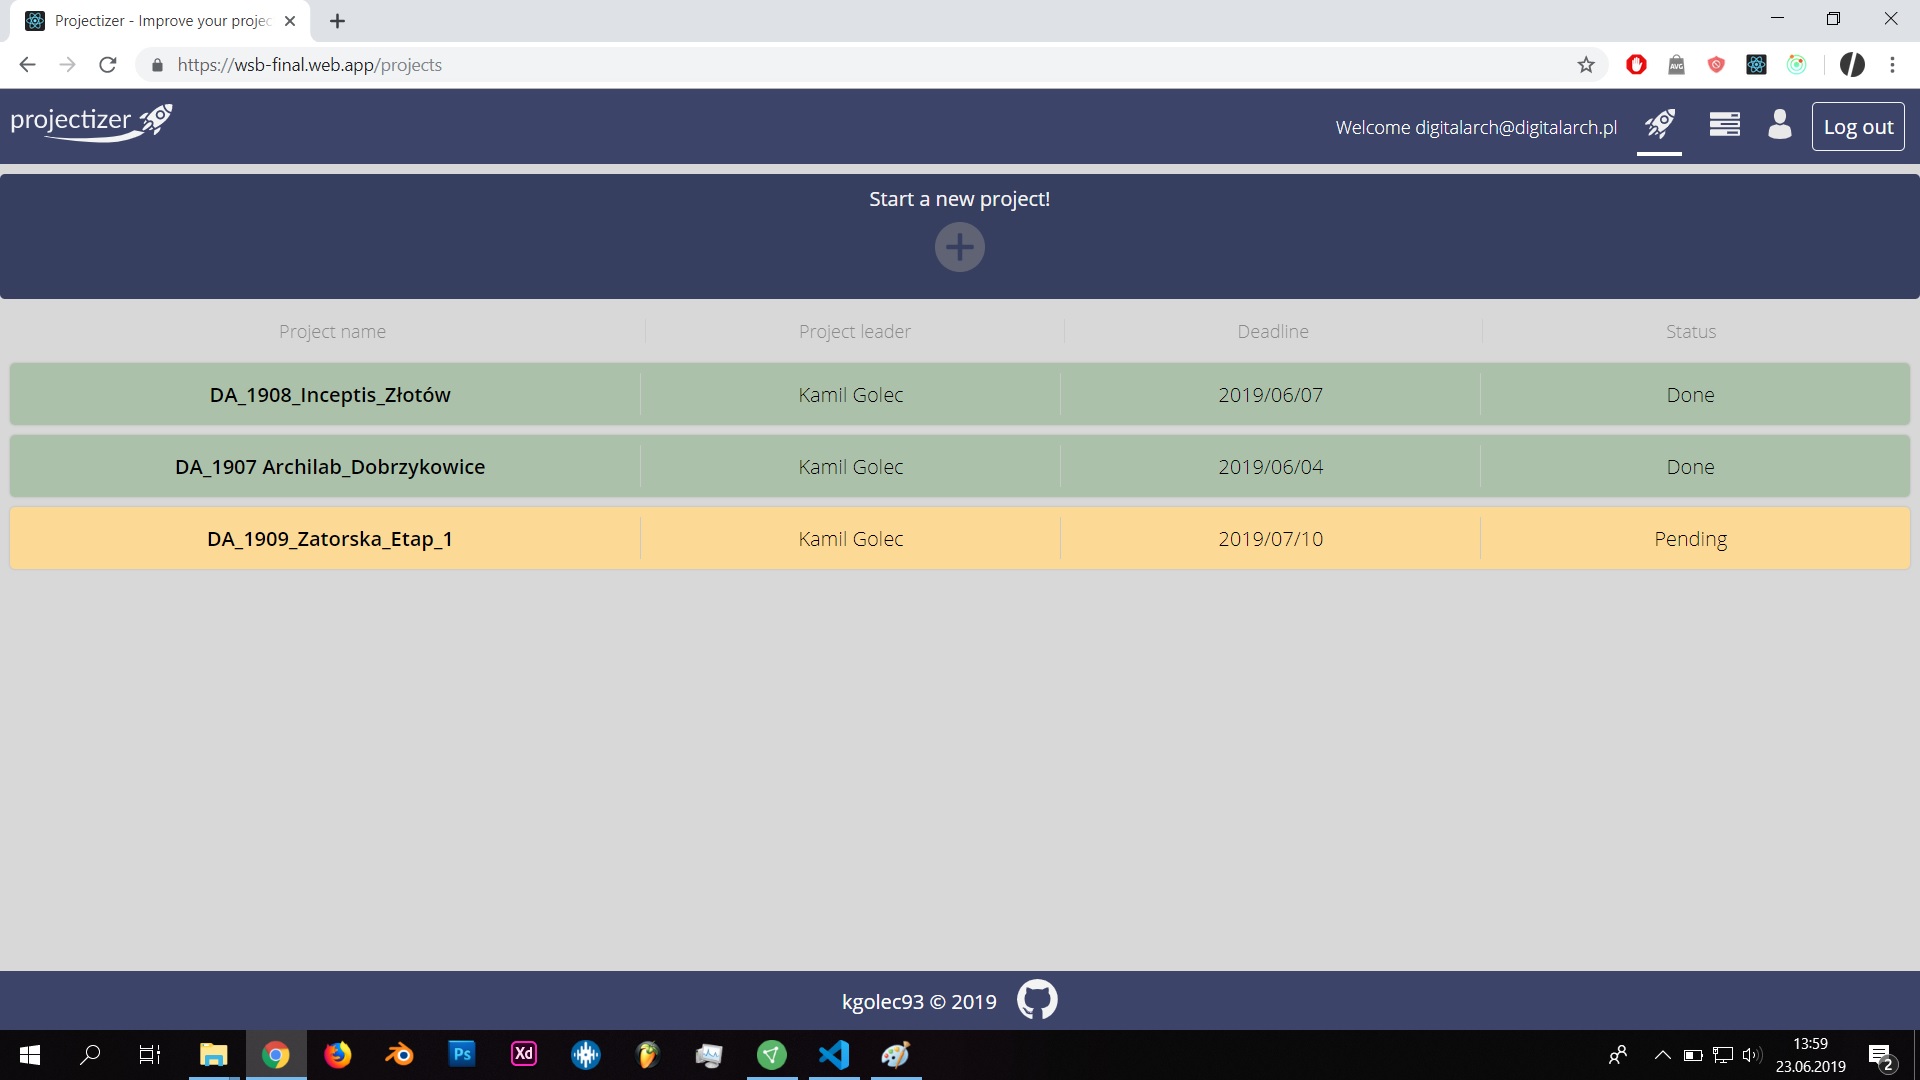 Projectizer - Improve your projec
https://wsb-final.web.app/projects
AVG
projectizer
Welcome digitalarch@digitalarch.pl
Log out
Start a new project!
Project name Project leader Deadline Status
DA_1908_Inceptis_Złotów Kamil Golec 2019/06/07 Done
DA_1907 Archilab_Dobrzykowice Kamil Golec 2019/06/04 Done
DA_1909_Zatorska_Etap_1 Kamil Golec 2019/07/10 Pending
kgolec93 © 2019
Ps
Xd
13:59
23.06.2019
2